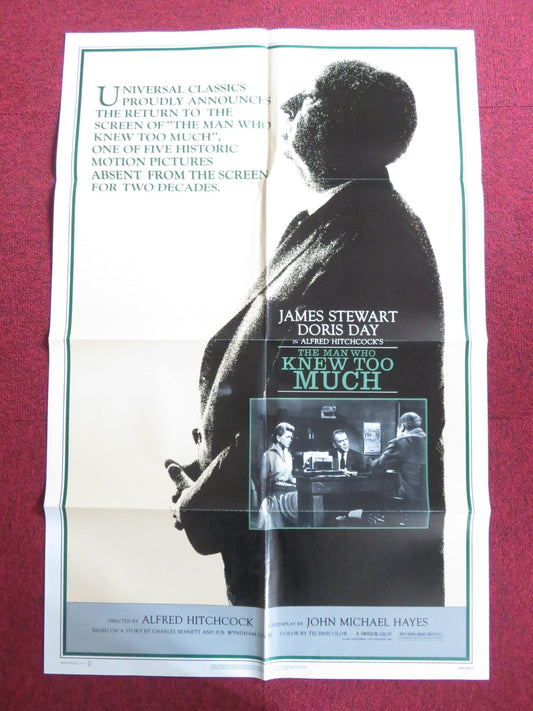 UNIVERSAL CLASSICS
PROUDLY ANNOUNCES
THE RETURN TO THE
SCREEN OF "THE MAN WHO
KNEW TOO MUCH",
ONE OF FIVE HISTORIC
MOTION PICTURES
ABSENT FROM THE SCREEN
FOR TWO DECADES.
JAMES STEWART
DORIS DAY
IN ALFRED HITCHCOCK'S
THE MAN WHO
KNEW TOO
MUCH
DIRECTED BY ALFRED HITCHCOCK SCREENPLAY BY JOHN MICHAEL HAYES
BASED ON A STORY BY CHARLES BENNETT AND D.B. WYNDHAM COLOR BY TECHNICOLOR A UNIVERSAL CLASSIC